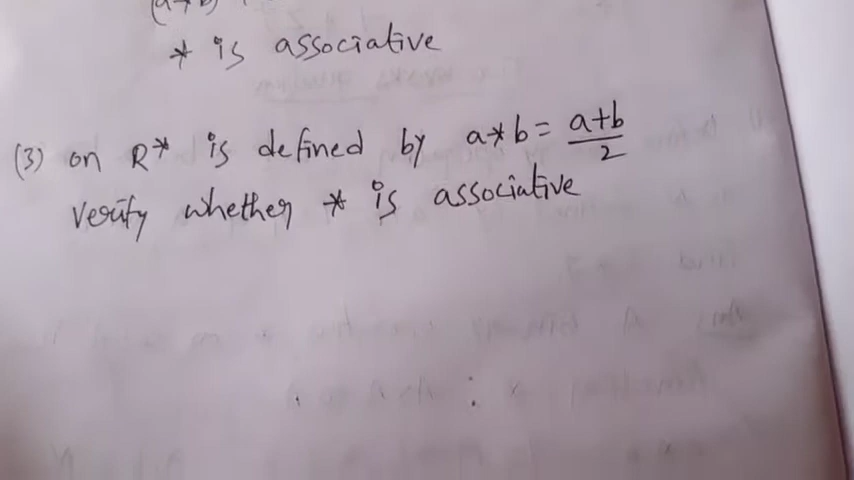 (a*b)
* is associative
(3) on R* is defined by a*b = a+b/2
verify whether * is associative